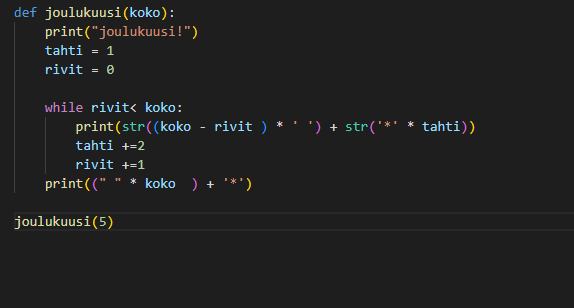 def joulukuusi(koko):
    print("joulukuusi!")
    tahti = 1
    rivit = 0

    while rivit< koko:
        print(str((koko - rivit ) * ' ') + str('*' * tahti))
        tahti +=2
        rivit +=1
    print((" " * koko  ) + '*')

joulukuusi(5)